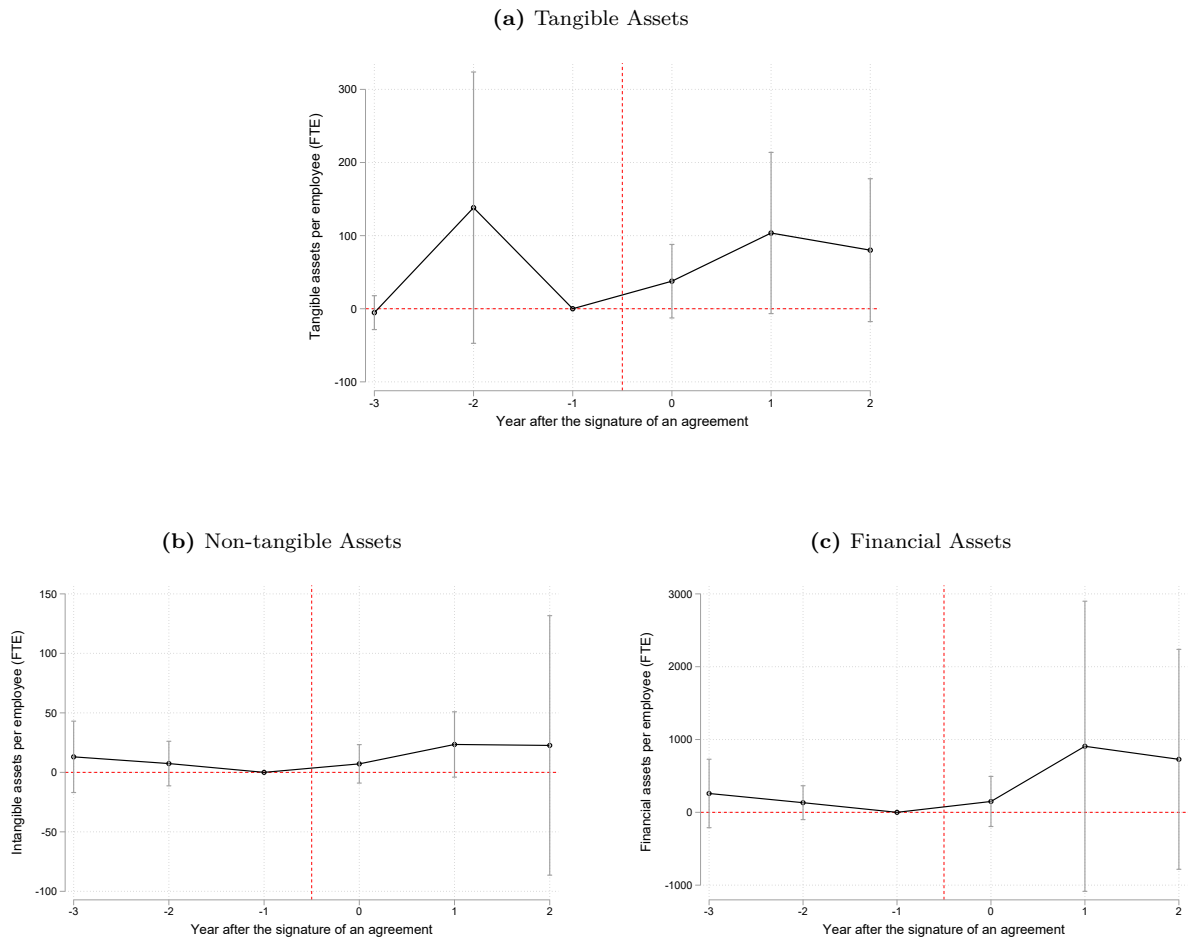 (a) Tangible Assets
Tangible assets per employee (FTE)
300
200
100
0
-100
-3 -2 -1 0 1 2
Year after the signature of an agreement
(b) Non-tangible Assets
Intangible assets per employee (FTE)
150
100
50
0
-50
-100
-3 -2 -1 0 1 2
Year after the signature of an agreement
(c) Financial Assets
Financial assets per employee (FTE)
3000
2000
1000
0
-1000
-3 -2 -1 0 1 2
Year after the signature of an agreement